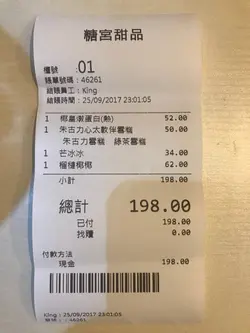 糖宮甜品
檯號 .01
賬單號碼：46261
結賬員工：King
結賬時間：25/09/2017 23:01:05
1 椰皇燉蛋白(熱) 52.00
1 朱古力心太軟伴雪糕 50.00
朱古力雪糕 綠茶雪糕
1 芒冰冰 34.00
1 榴槤椰椰 62.00
小計 198.00
總計 198.00
已付 198.00
找贖 0.00
付款方法
現金 198.00
King：25/09/2017 23:01:05